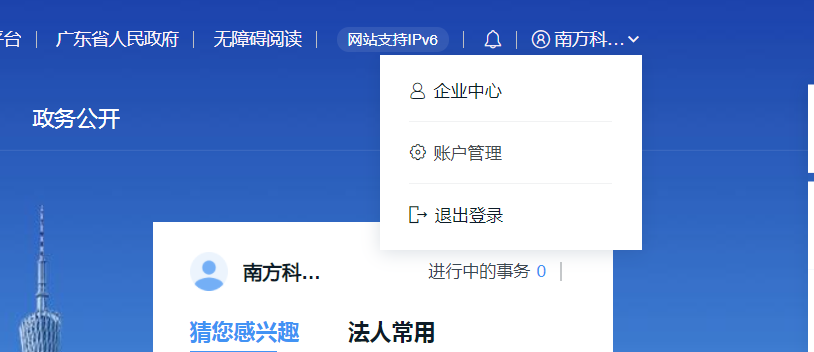 平台 广东省人民政府 无障碍阅读 网站支持IPv6 南方科...
企业中心
政务公开
账户管理
退出登录
南方科... 进行中的事务 0
猜您感兴趣 法人常用